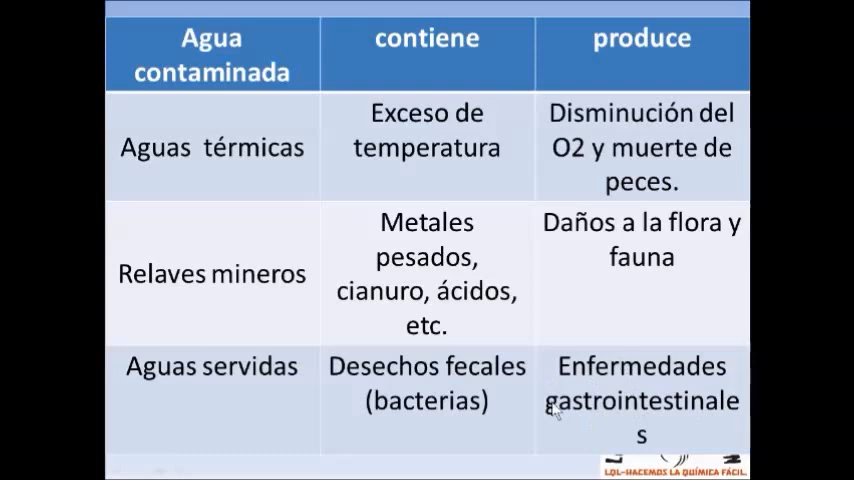 Agua contiene produce
contaminada
Exceso de Disminución del
Aguas térmicas temperatura O2 y muerte de
peces.
Metales Daños a la flora y
pesados, fauna
Relaves mineros
cianuro, ácidos,
etc.
Aguas servidas Desechos fecales Enfermedades
(bacterias) gastrointestinale
s
LQL-HACEMOS LA QUÍMICA FÁCIL.